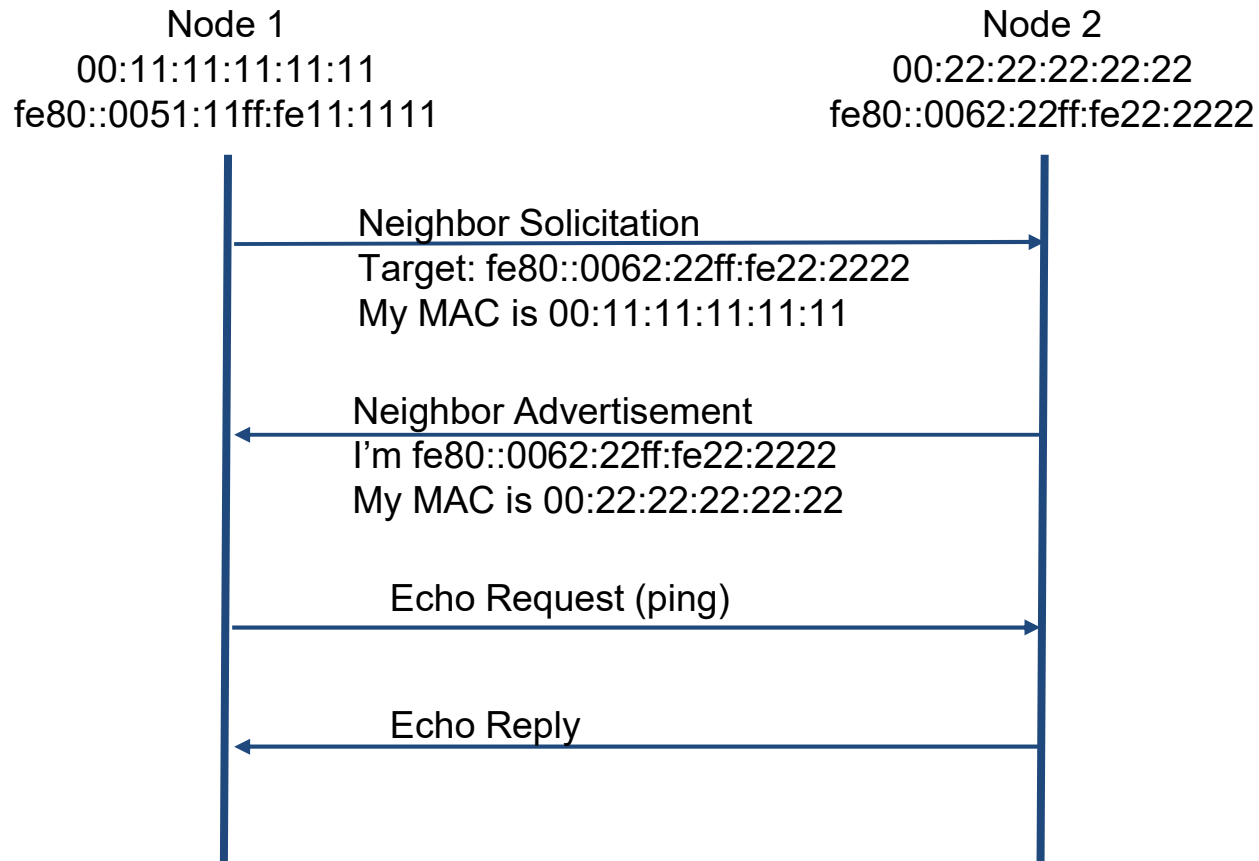 Node 1
00:11:11:11:11:11
fe80::0051:11ff:fe11:1111
Node 2
00:22:22:22:22:22
fe80::0062:22ff:fe22:2222
Neighbor Solicitation
Target: fe80::0062:22ff:fe22:2222
My MAC is 00:11:11:11:11:11
Neighbor Advertisement
I’m fe80::0062:22ff:fe22:2222
My MAC is 00:22:22:22:22:22
Echo Request (ping)
Echo Reply